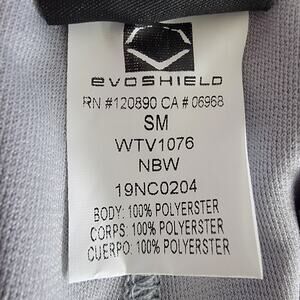 evoshield
RN #120890 CA # 06968
SM
WTV1076
NBW
19NC0204
BODY: 100% POLYERSTER
CORPS: 100% POLYERSTER
CUERPO: 100% POLYERSTER